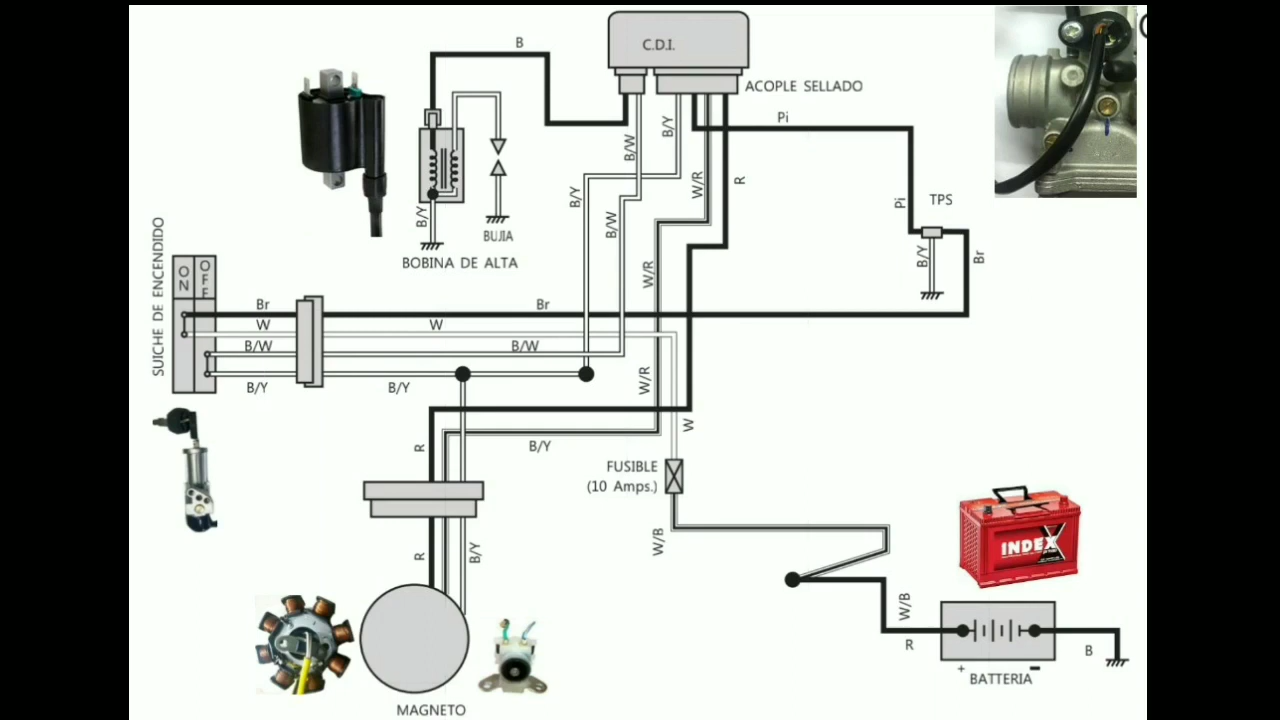 B
C.D.I.
ACOPLE SELLADO
Pi
B/W
B/Y
W/R
R
B/Y
B/W
Pi
TPS
B/Y
Br
B/Y
BUJIA
BOBINA DE ALTA
SUICHE DE ENCENDIDO
ON
OFF
Br
Br
W
W
B/W
B/W
B/Y
B/Y
W/R
W/R
W
R
B/Y
FUSIBLE
(10 Amps.)
W/B
R
B/Y
INDEX
W/B
R
B
+
-
BATTERIA
MAGNETO